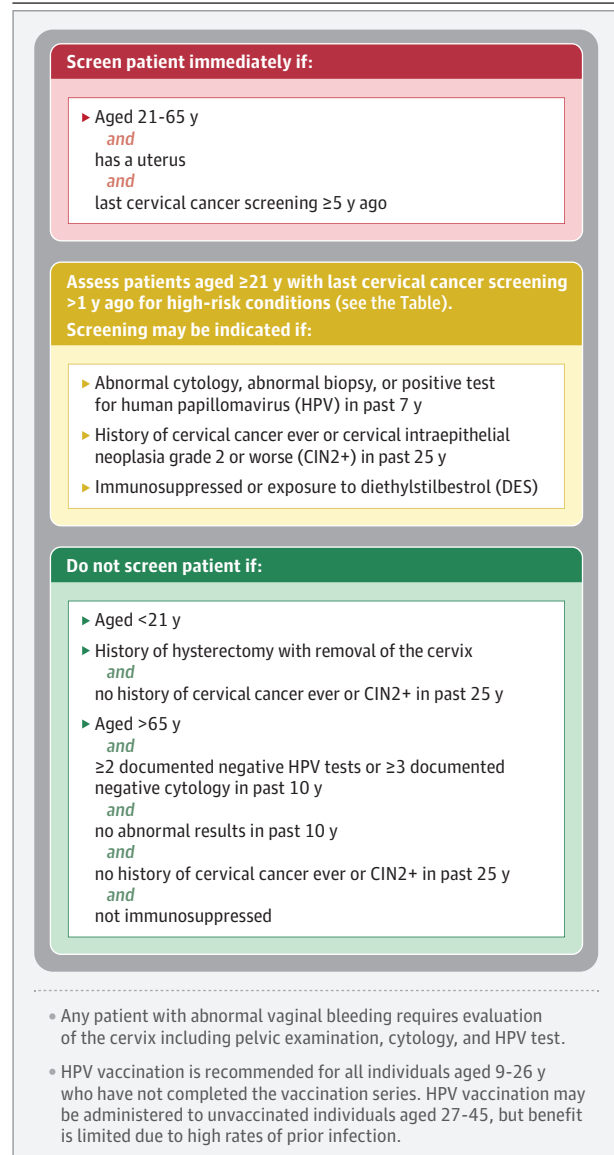 Screen patient immediately if:
▶ Aged 21-65 y
and
has a uterus
and
last cervical cancer screening ≥5 y ago
Assess patients aged ≥21 y with last cervical cancer screening
>1 y ago for high-risk conditions (see the Table).
Screening may be indicated if:
▶ Abnormal cytology, abnormal biopsy, or positive test
for human papillomavirus (HPV) in past 7 y
▶ History of cervical cancer ever or cervical intraepithelial
neoplasia grade 2 or worse (CIN2+) in past 25 y
▶ Immunosuppressed or exposure to diethylstilbestrol (DES)
Do not screen patient if:
▶ Aged <21 y
▶ History of hysterectomy with removal of the cervix
and
no history of cervical cancer ever or CIN2+ in past 25 y
▶ Aged >65 y
and
≥2 documented negative HPV tests or ≥3 documented
negative cytology in past 10 y
and
no abnormal results in past 10 y
and
no history of cervical cancer ever or CIN2+ in past 25 y
and
not immunosuppressed
• Any patient with abnormal vaginal bleeding requires evaluation
of the cervix including pelvic examination, cytology, and HPV test.
• HPV vaccination is recommended for all individuals aged 9-26 y
who have not completed the vaccination series. HPV vaccination may
be administered to unvaccinated individuals aged 27-45, but benefit
is limited due to high rates of prior infection.